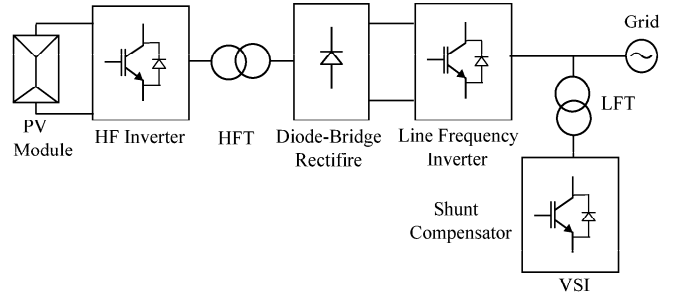 Grid
PV
Module
HF Inverter
HFT
Diode-Bridge
Rectifire
Line Frequency
Inverter
LFT
Shunt
Compensator
VSI